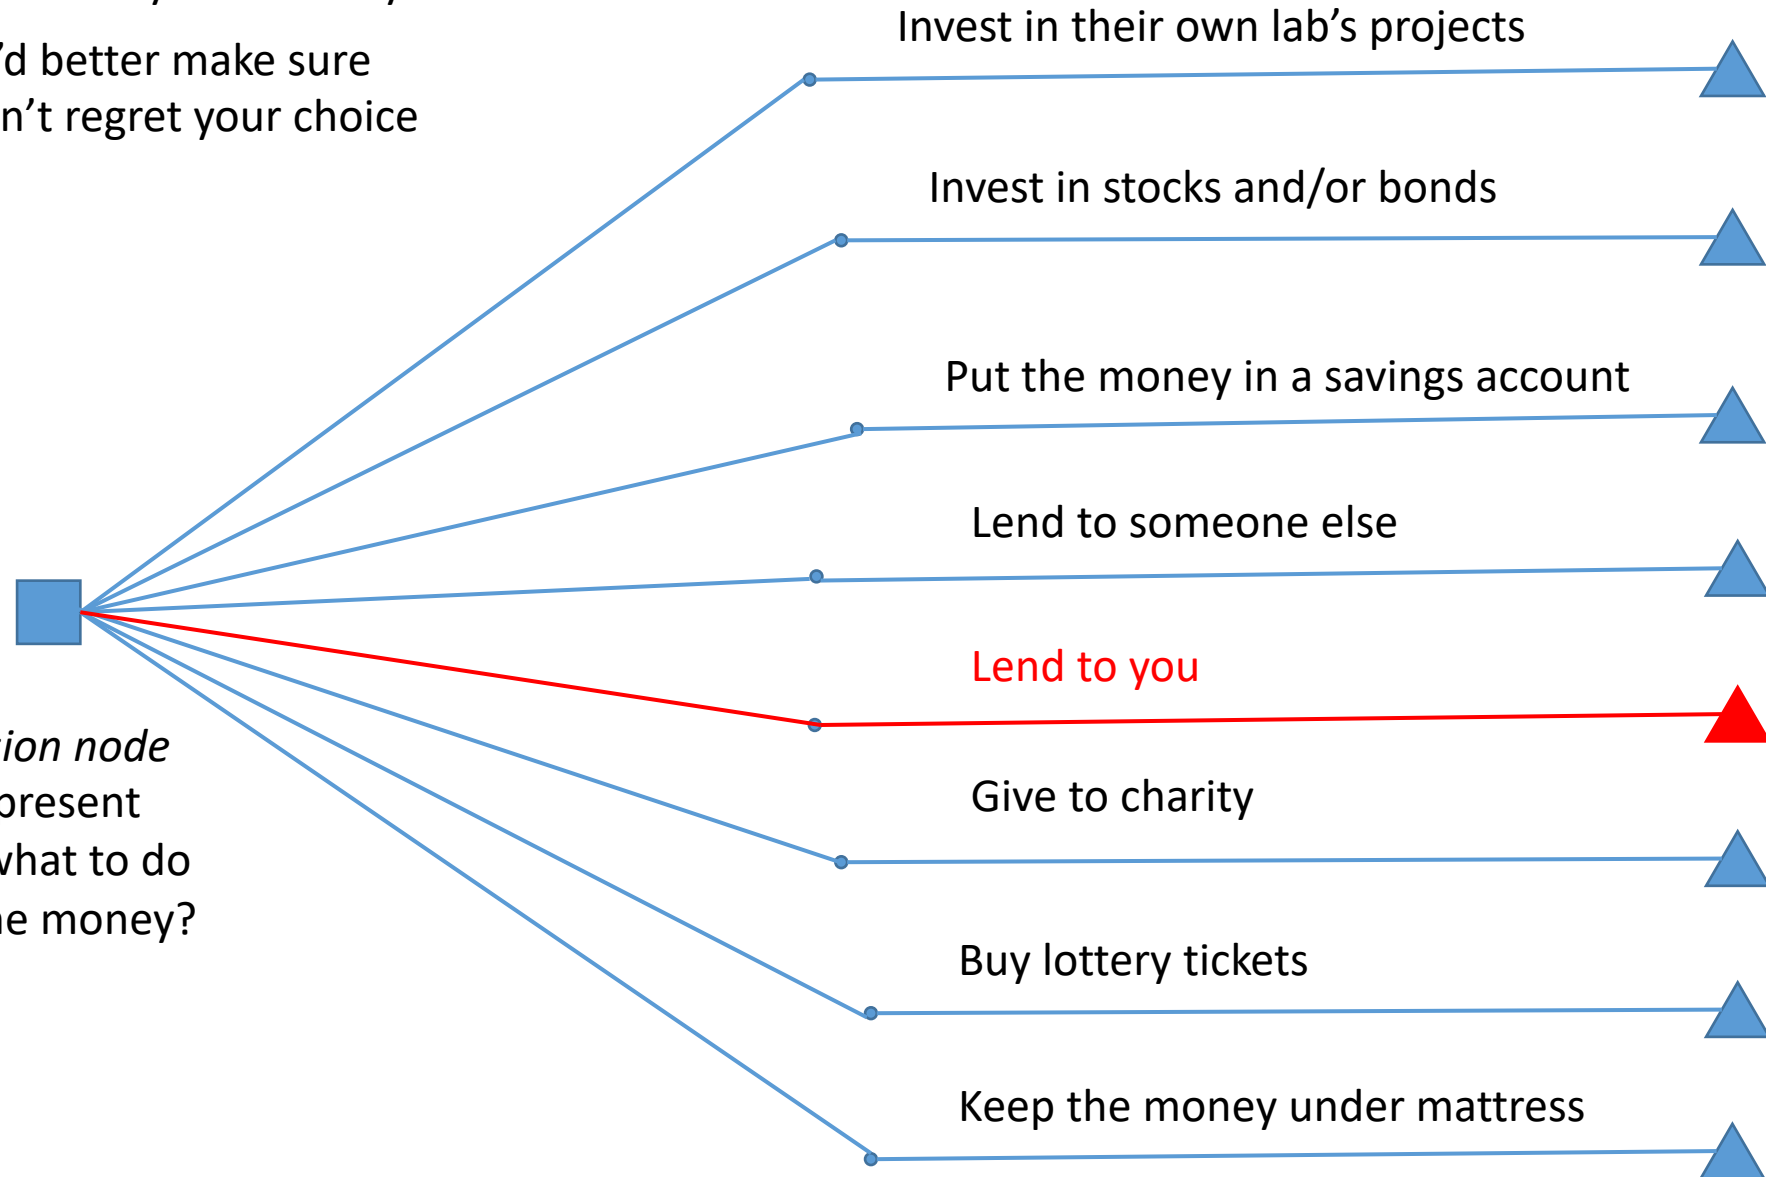 'd better make sure
n't regret your choice
Invest in their own lab's projects
Invest in stocks and/or bonds
Put the money in a savings account
Lend to someone else
Lend to you
Give to charity
Buy lottery tickets
Keep the money under mattress
ion node
present
what to do
ne money?